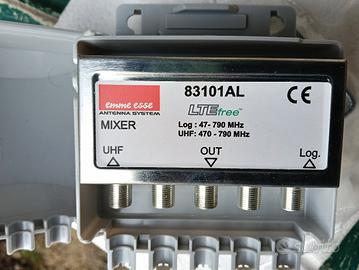 emme esse
ANTENNA SYSTEM
83101AL
LTEfree
CE
MIXER
Log : 47- 790 MHz
UHF: 470 - 790 MHz
UHF
OUT
Log.